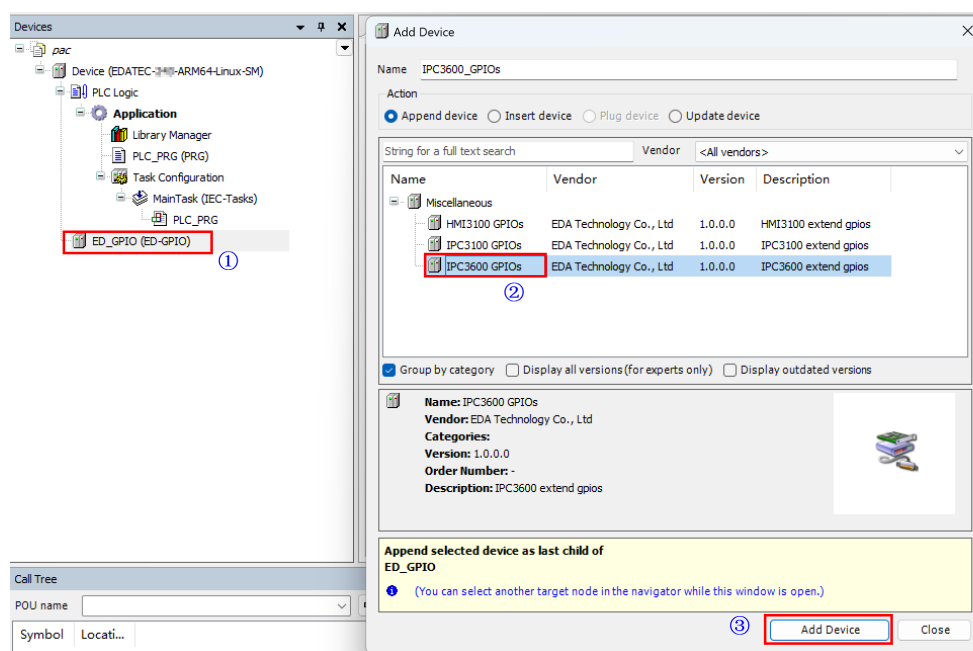 Devices
pac
Device (EDATEC-ARM64-Linux-SM)
PLC Logic
Application
Library Manager
PLC_PRG (PRG)
Task Configuration
MainTask (IEC-Tasks)
PLC_PRG
ED_GPIO (ED-GPIO)
①
Call Tree
POU name
Symbol Locati...
Add Device
Name IPC3600_GPIOs
Action
Append device Insert device Plug device Update device
String for a full text search Vendor <All vendors>
Name Vendor Version Description
Miscellaneous
HMI3100 GPIOs EDA Technology Co., Ltd 1.0.0.0 HMI3100 extend gpios
IPC3100 GPIOs EDA Technology Co., Ltd 1.0.0.0 IPC3100 extend gpios
IPC3600 GPIOs EDA Technology Co., Ltd 1.0.0.0 IPC3600 extend gpios
②
Group by category Display all versions(for experts only) Display outdated versions
Name: IPC3600 GPIOs
Vendor: EDA Technology Co., Ltd
Categories:
Version: 1.0.0.0
Order Number: -
Description: IPC3600 extend gpios
Append selected device as last child of
ED_GPIO
(You can select another target node in the navigator while this window is open.)
③ Add Device Close